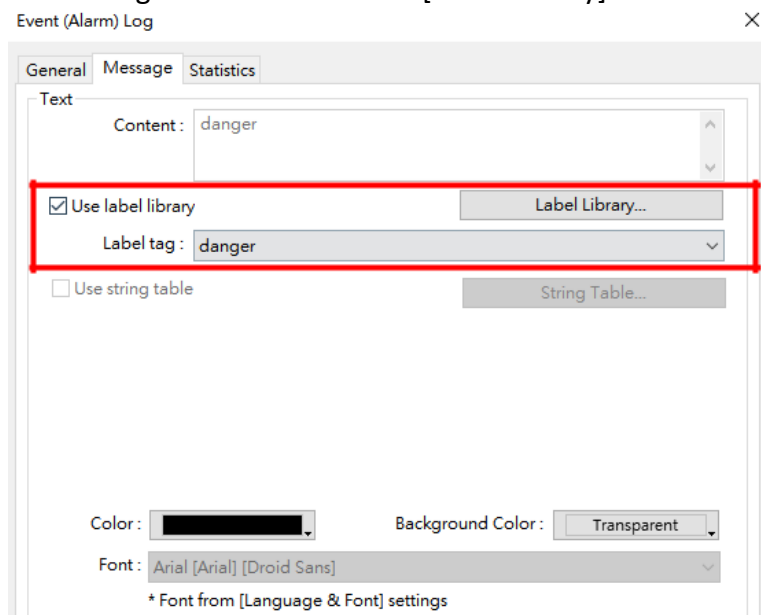 Event (Alarm) Log
General Message Statistics
Text
Content : danger
Use label library Label Library...
Label tag : danger
Use string table String Table...
Color : Background Color : Transparent
Font : Arial [Arial] [Droid Sans]
* Font from [Language & Font] settings